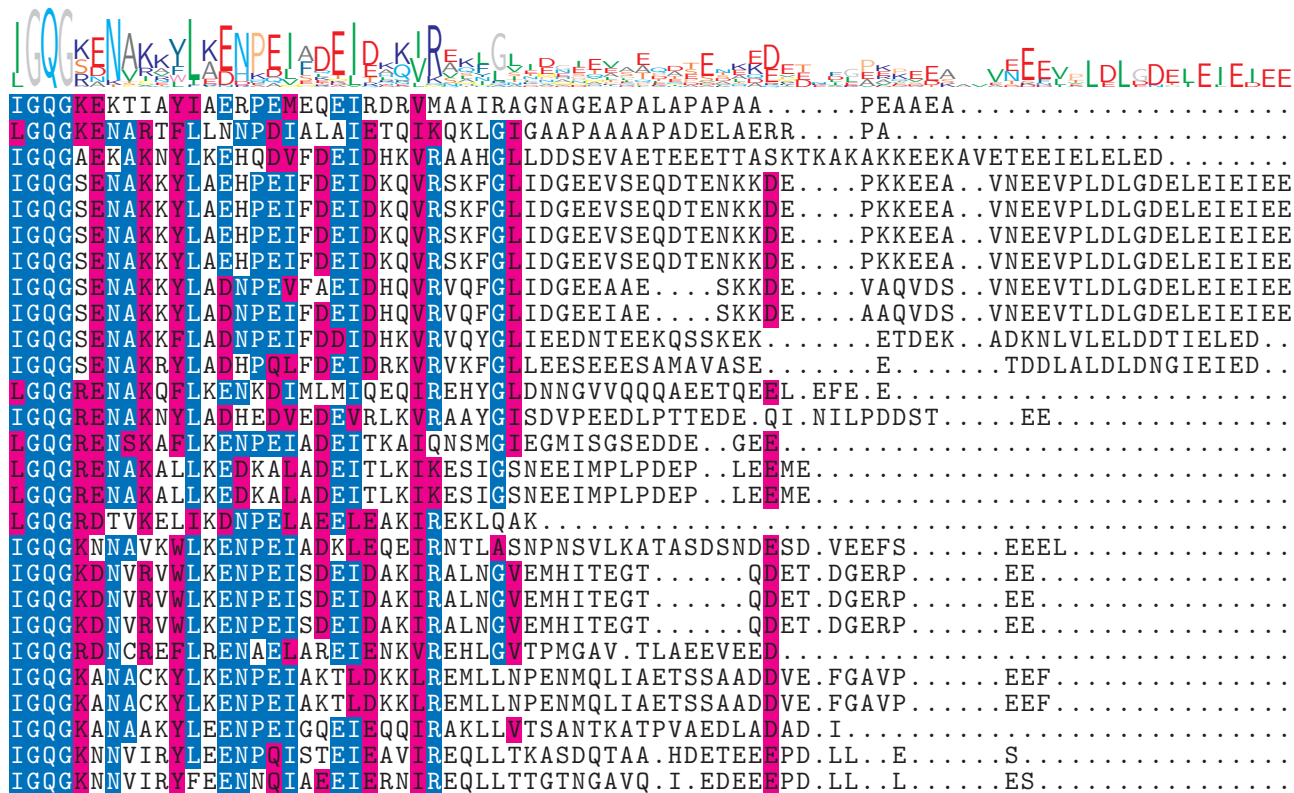 IGQGKEKTIAYIAERPEMEQEIRDRVMAAIRAGNAGEAPALAPAPAA......PEAAEA.....................
LGQGKENARTFLLNNPDIALAIETQIKQKLGIGAAPAAAAPADELAERR....PA.........................
IGQGAEKAKNYLKEHQDVFDEIDHKVRAAHGLLDDSEVAETEEETTASKTKAKAKKEEKAVETEEIELELED........
IGQGSENAKKYLAEHPEIFDEIDKQVRSKFGLIDGEEVSEQDTENKKDE....PKKEEA..VNEEVPLDLGDELEIEIEE
IGQGSENAKKYLAEHPEIFDEIDKQVRSKFGLIDGEEVSEQDTENKKDE....PKKEEA..VNEEVPLDLGDELEIEIEE
IGQGSENAKKYLAEHPEIFDEIDKQVRSKFGLIDGEEVSEQDTENKKDE....PKKEEA..VNEEVPLDLGDELEIEIEE
IGQGSENAKKYLAEHPEIFDEIDKQVRSKFGLIDGEEVSEQDTENKKDE....PKKEEA..VNEEVPLDLGDELEIEIEE
IGQGSENAKKYLADNPEVFAEIDHQVRVQFGLIDGEEAAE....SKKDE....VAQVDS..VNEEVTLDLGDELEIEIEE
IGQGSENAKKYLADNPEIFDEIDHQVRVQFGLIDGEEIAE....SKKDE....AAQVDS..VNEEVTLDLGDELEIEIEE
IGQGSENAKKFLADNPEIFDDIDHKVRVQYGLIEEDNTEEKQSSKEK.......ETDEK..ADKNLVLELDDTIELED..
IGQGSENAKRYLADHPQLFDEIDRKVRVKFGLLEESEEESAMAVASE.......E.......TDDLALDLDNGIEIED..
LGQGRENAKQFLKENKDIMLMIQEQIREHYGLDNNGVVQQQQAEETQEEL.EFE.E........................
IGQGRENAKNYLADHEDVEDEVRLKVRAAYGISDVPEEDLPTTEDE.QI.NILPDDST.....EE...............
LGQGRENSKAFLKENPEIADEITKAIQNSMGIEGMISGSEDDE..GEE................................
LGQGRENAKALLKEDKALADEITLKIKESIGSNEEIMPLPDEP..LEEME..............................
LGQGRENAKALLKEDKALADEITLKIKESIGSNEEIMPLPDEP..LEEME..............................
LGQGRDTVKELIKDNPELAEELEAKIREKLQAK...............................................
IGQGKNNAVKWLKENPEIADKLEQEIRNTLASNPNSVLKATASDSNDESD.VEEFS......EEEL..............
IGQGKDNVRVWLKENPEISDEIDAKIRALNGVEMHITEGT......QDET.DGERP......EE................
IGQGKDNVRVWLKENPEISDEIDAKIRALNGVEMHITEGT......QDET.DGERP......EE................
IGQGKDNVRVWLKENPEISDEIDAKIRALNGVEMHITEGT......QDET.DGERP......EE................
IGQGRDNCREFLRENAELAREIENKVREHLGVTPMGAV.TLAEEVEED................................
IGQGKANACKYLKENPEIAKTLDKKLREMLLNPENMQLIAETSSAADDVE.FGAVP......EEF...............
IGQGKANACKYLKENPEIAKTLDKKLREMLLNPENMQLIAETSSAADDVE.FGAVP......EEF...............
IGQGKANAAKYLEENPEIGQEIEQQIRAKLLVTSANTKATPVAEDLADAD.I............................
IGQGKNNVIRYLEENPQISTEIEAVIREQLLTKASDQTAA.HDETEEEPD.LL..E......S.................
IGQGKNNVIRYFEENNQIAEEIERNIREQLLTTGTNGAVQ.I.EDEEEPD.LL..L......ES................